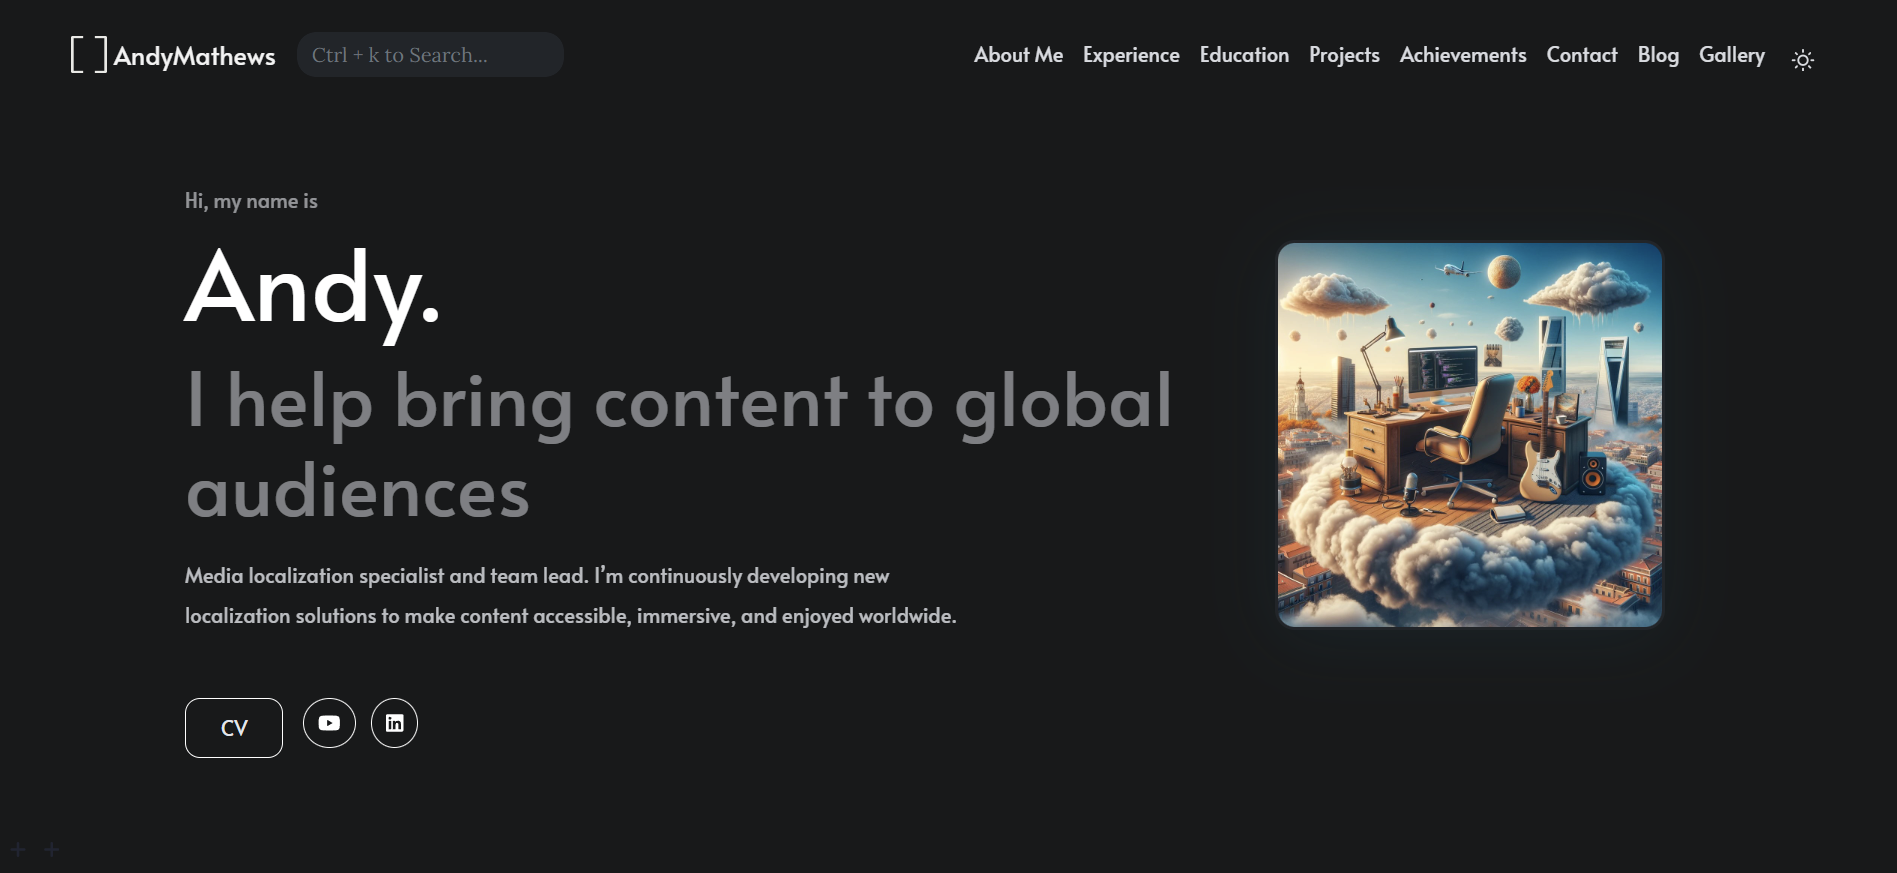 [ ] AndyMathews
Ctrl + k to Search...
About Me Experience Education Projects Achievements Contact Blog Gallery
Hi, my name is
Andy.
I help bring content to global
audiences
Media localization specialist and team lead. I’m continuously developing new
localization solutions to make content accessible, immersive, and enjoyed worldwide.
CV